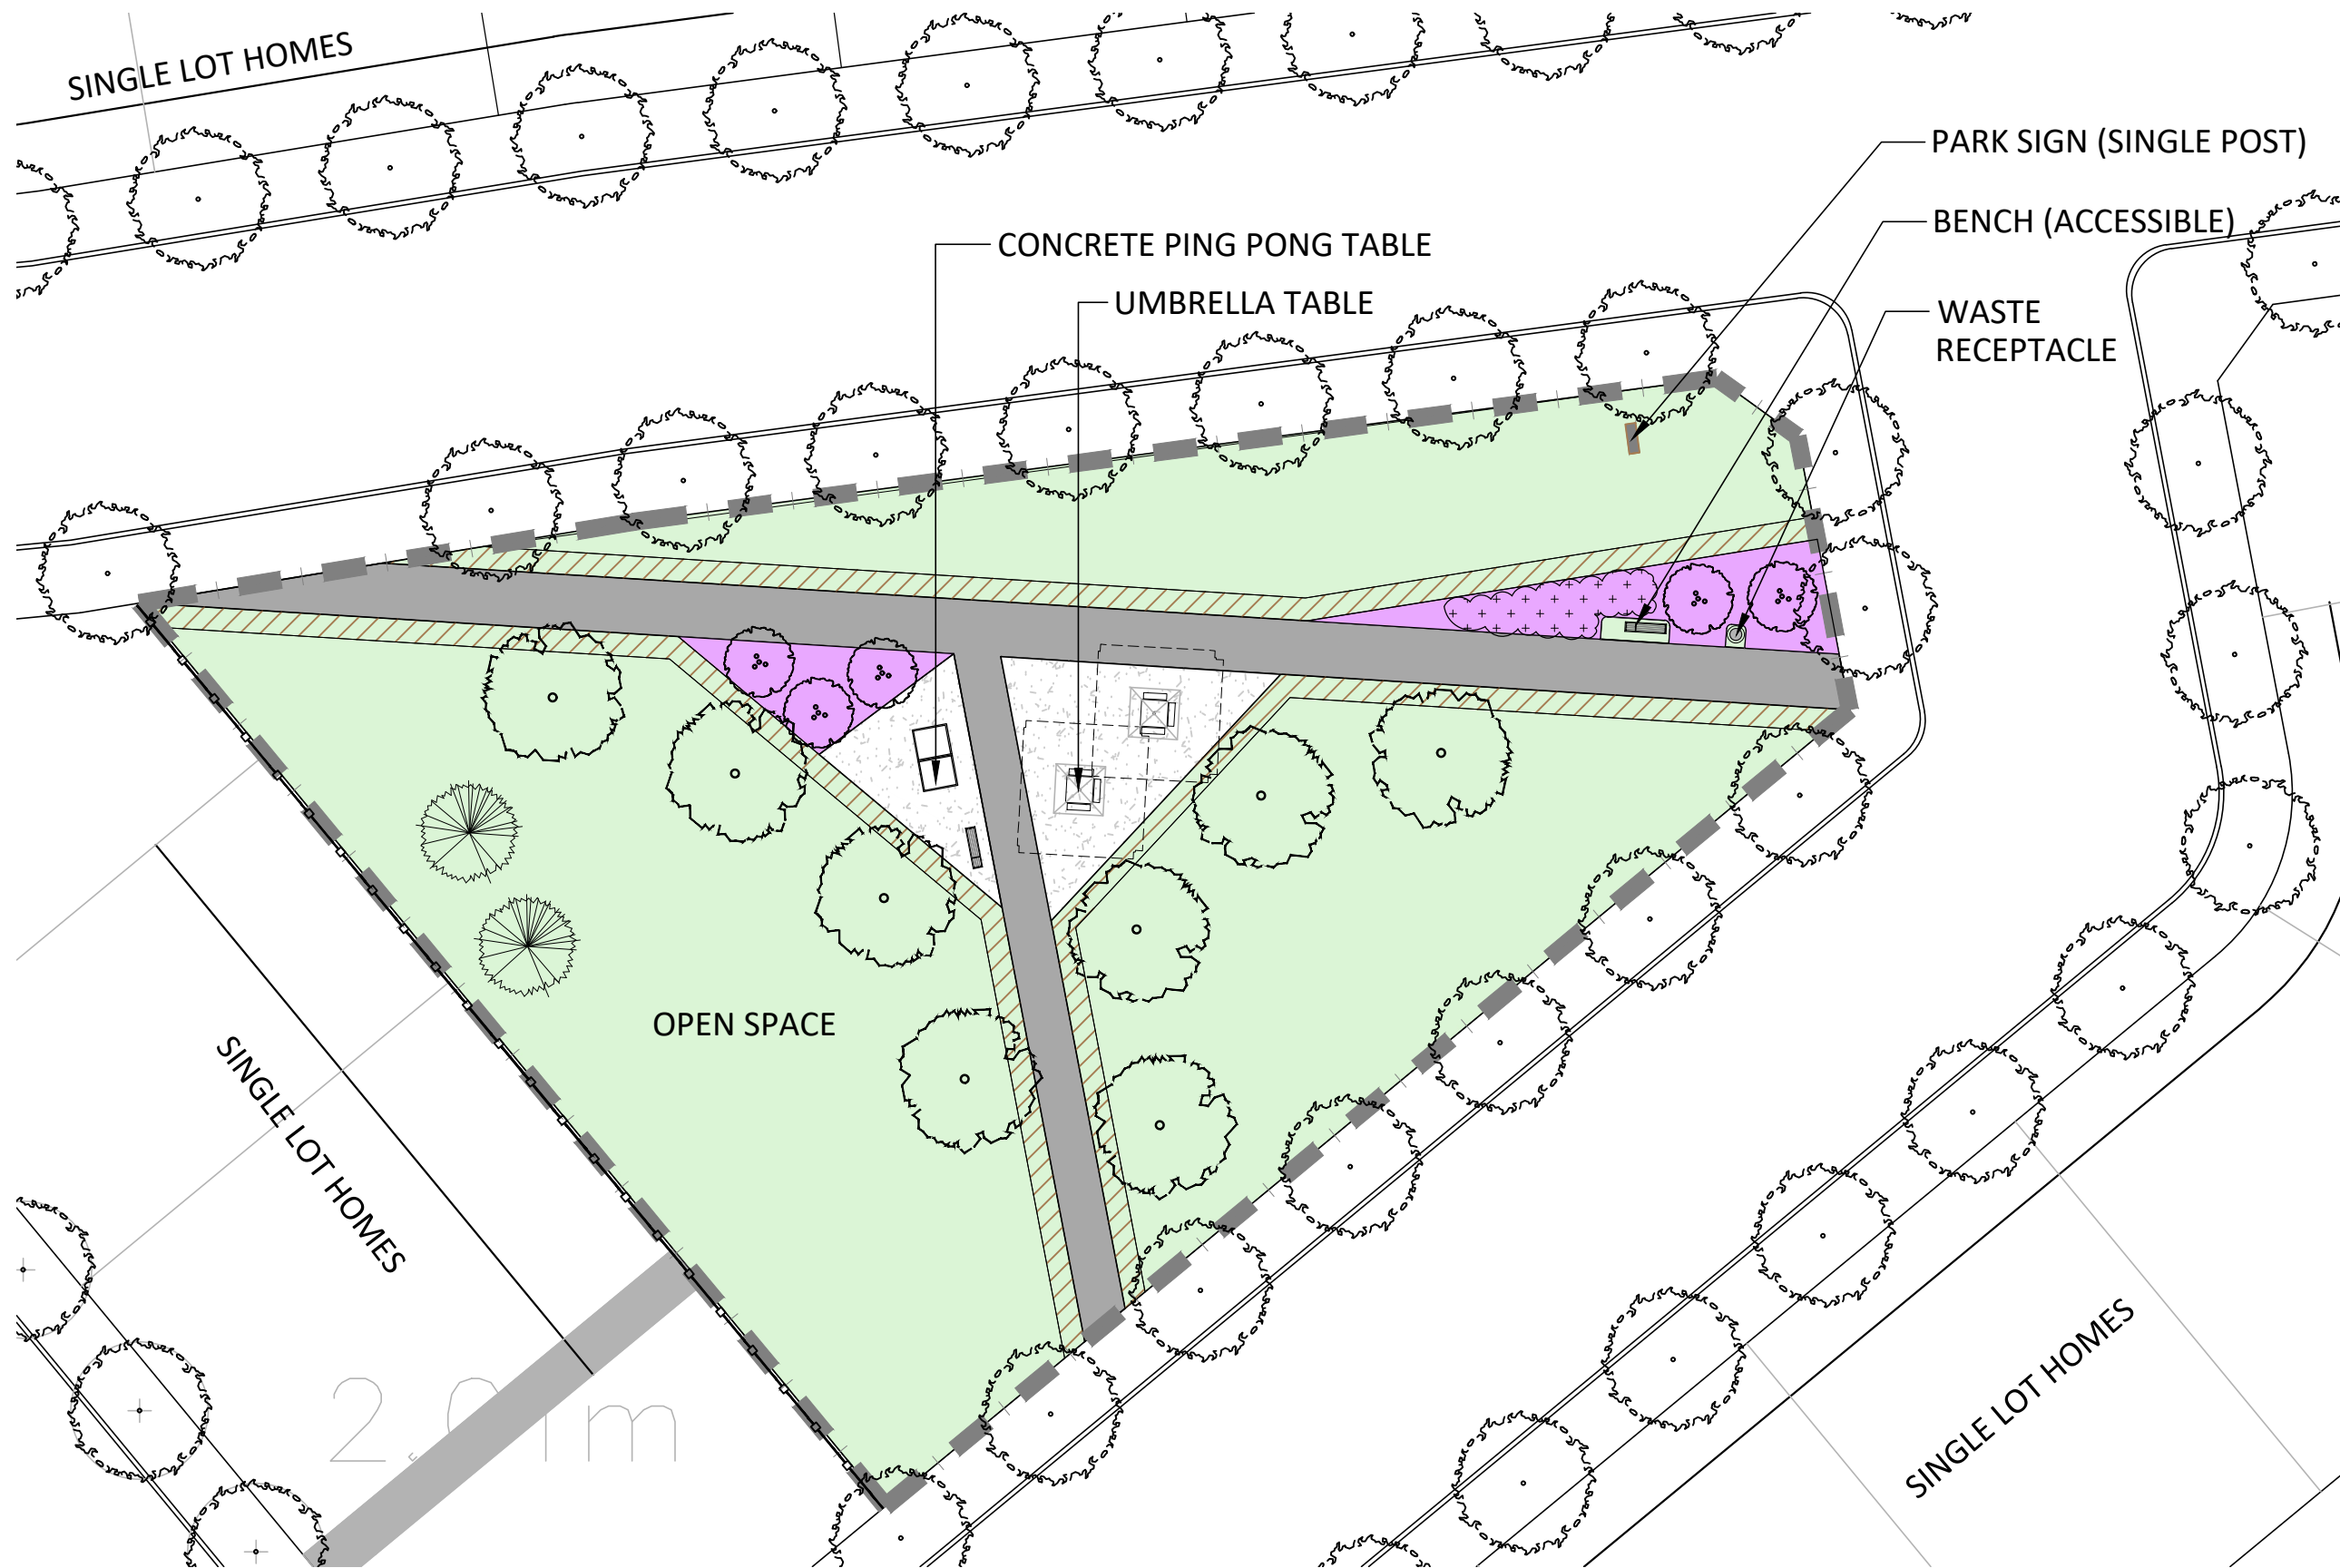 SINGLE LOT HOMES
PARK SIGN (SINGLE POST)
BENCH (ACCESSIBLE)
CONCRETE PING PONG TABLE
UMBRELLA TABLE
WASTE
RECEPTACLE
OPEN SPACE
SINGLE LOT HOMES
SINGLE LOT HOMES